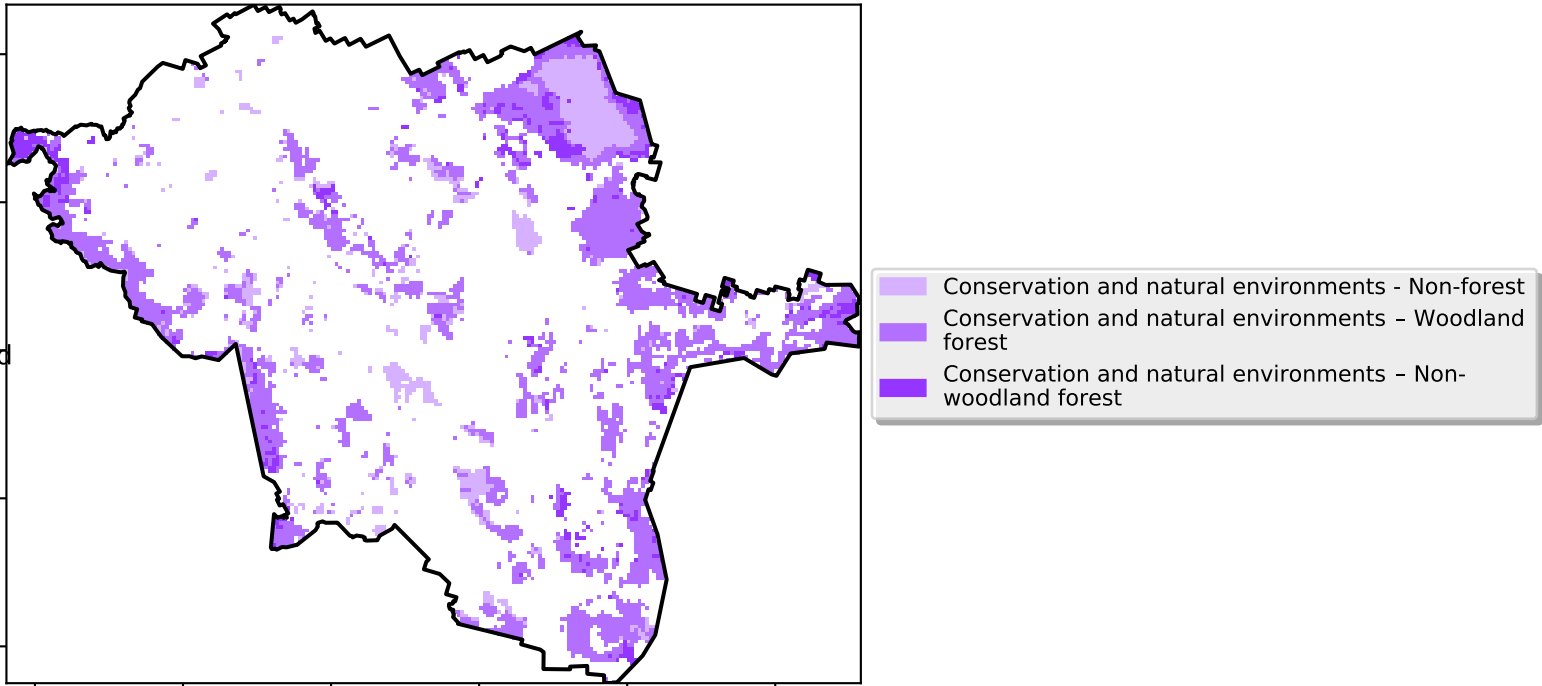 Conservation and natural environments - Non-forest
Conservation and natural environments – Woodland
forest
Conservation and natural environments – Non-
woodland forest